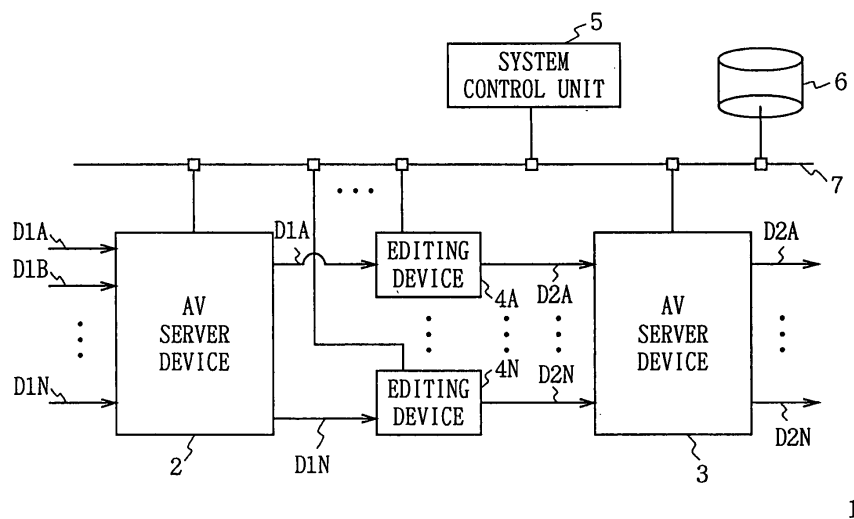 5
SYSTEM
CONTROL UNIT
6
7
D1A
D1B
D1N
AV
SERVER
DEVICE
2
D1A
D1N
EDITING
DEVICE
4A
D2A
EDITING
DEVICE
4N
D2N
AV
SERVER
DEVICE
3
D2A
D2N
1